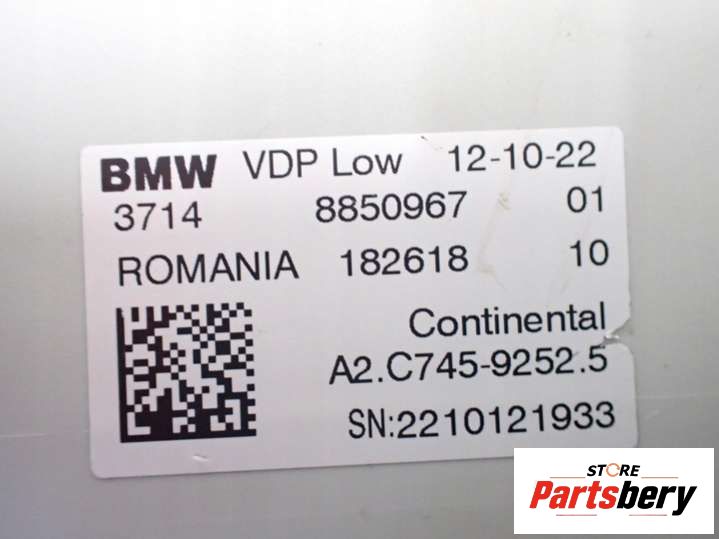 BMW VDP Low 12-10-22
3714 8850967 01
ROMANIA 182618 10
Continental
A2.C745-9252.5
SN:2210121933
STORE
Partsbery